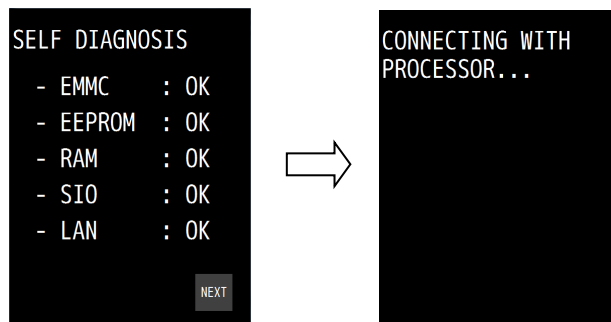 SELF DIAGNOSIS
- EMMC : OK
- EEPROM : OK
- RAM : OK
- SIO : OK
- LAN : OK
NEXT
CONNECTING WITH
PROCESSOR...